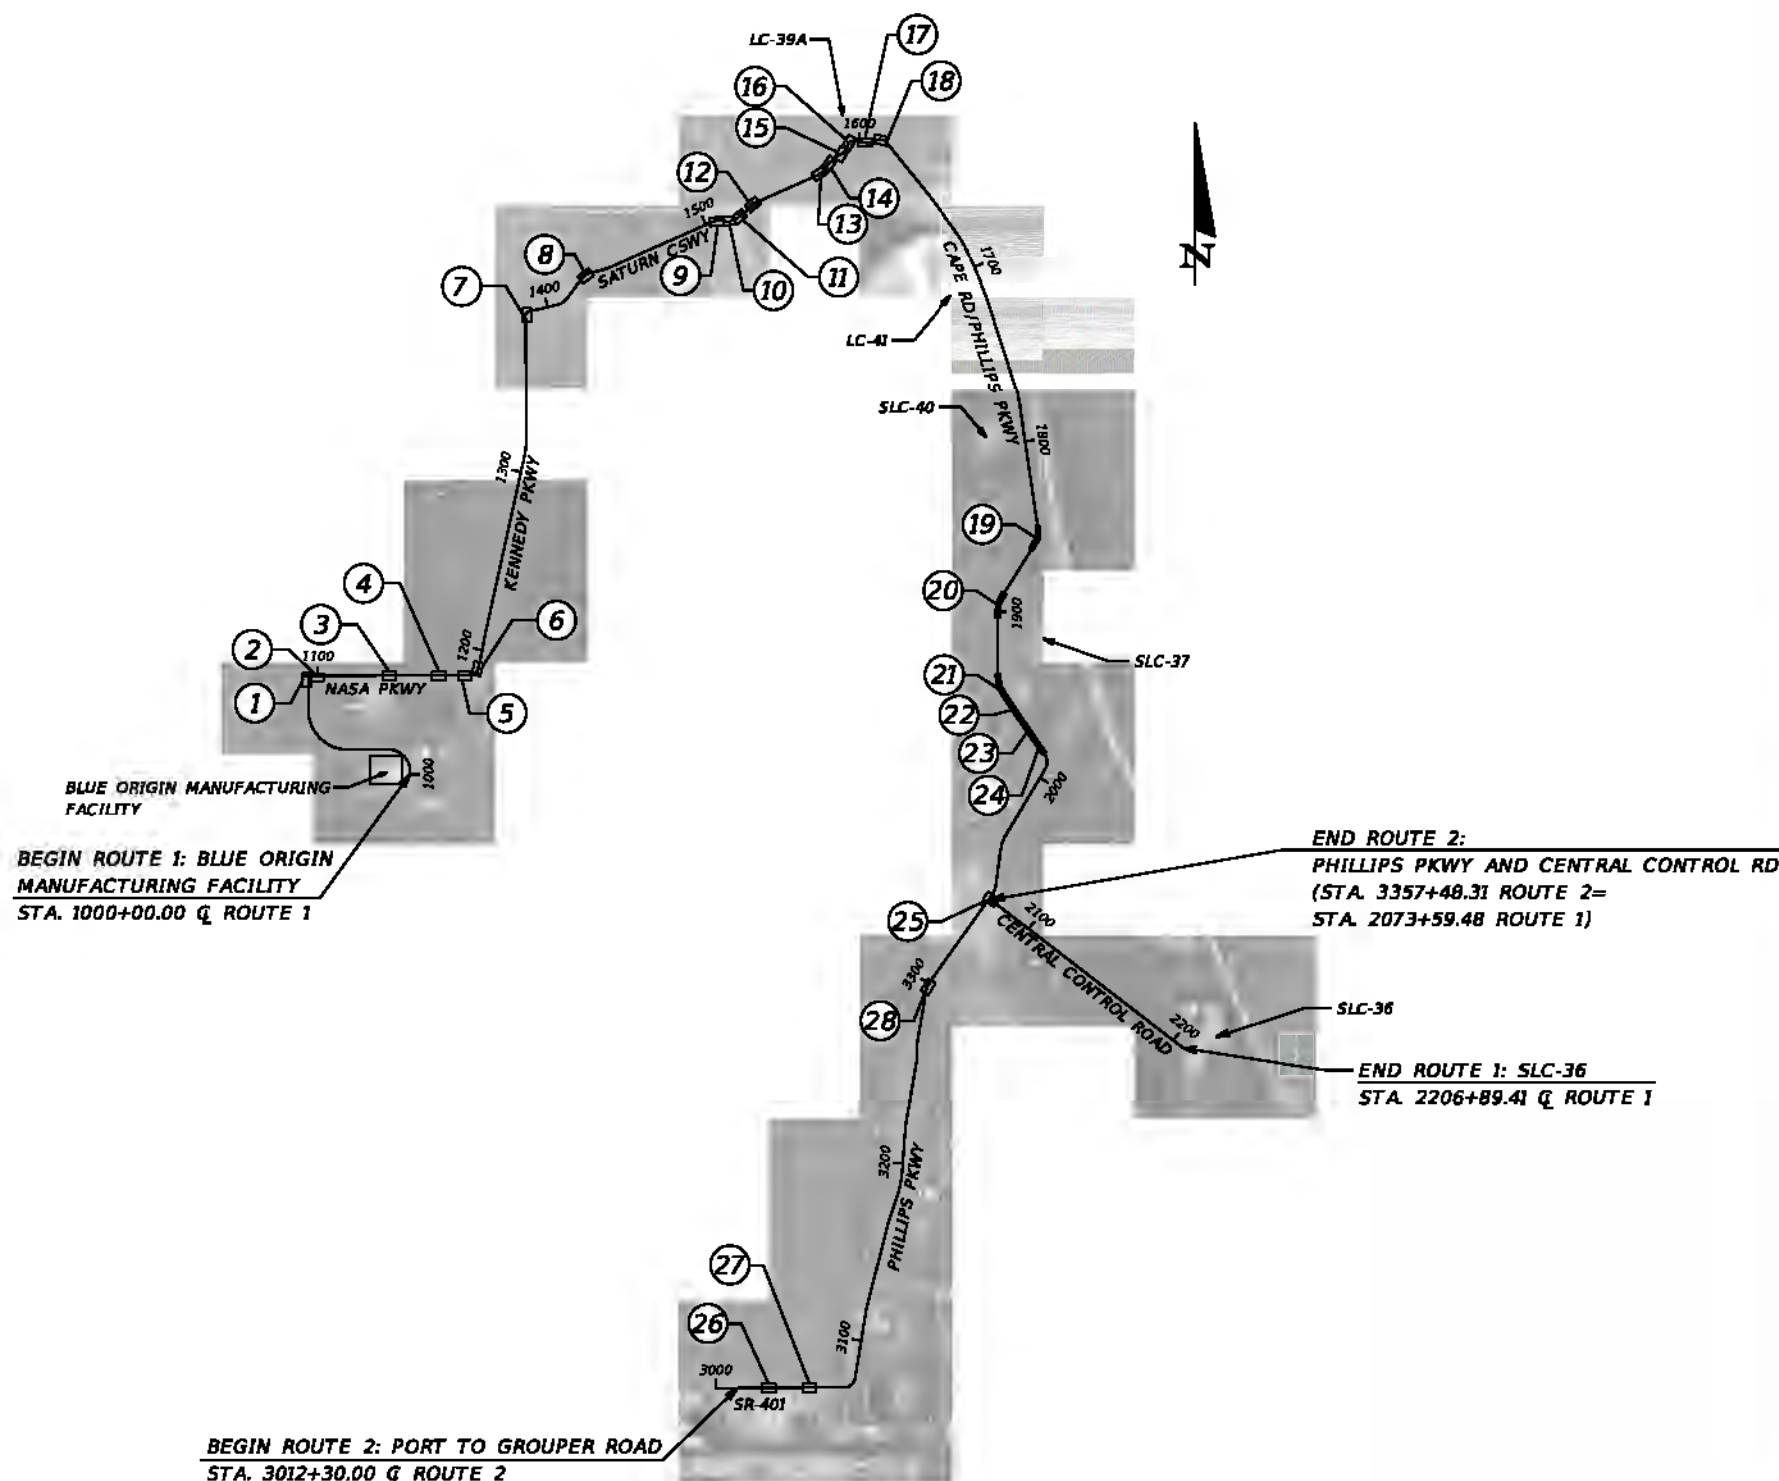 LC-39A
17
16
18
15
1600
12
14
13
1500
8
SATURN CSWY
9
10
11
7
1400
CAPE RD/PHILLIPS PKWY
1700
LC-41
SLC-40
1800
1300
KENNEDY PKWY
19
4
20
1900
3
6
1200
2
1100
SLC-37
1
NASA PKWY
5
21
22
23
24
2000
BLUE ORIGIN MANUFACTURING
FACILITY
1000
BEGIN ROUTE 1: BLUE ORIGIN
MANUFACTURING FACILITY
STA. 1000+00.00 ℄ ROUTE 1
END ROUTE 2:
PHILLIPS PKWY AND CENTRAL CONTROL RD
(STA. 3357+48.31 ROUTE 2=
STA. 2073+59.48 ROUTE 1)
25
2100
CENTRAL CONTROL ROAD
3300
28
2200
SLC-36
END ROUTE 1: SLC-36
STA. 2206+89.41 ℄ ROUTE 1
3200
PHILLIPS PKWY
27
26
3100
3000
SR-401
BEGIN ROUTE 2: PORT TO GROUPER ROAD
STA. 3012+30.00 ℄ ROUTE 2
N